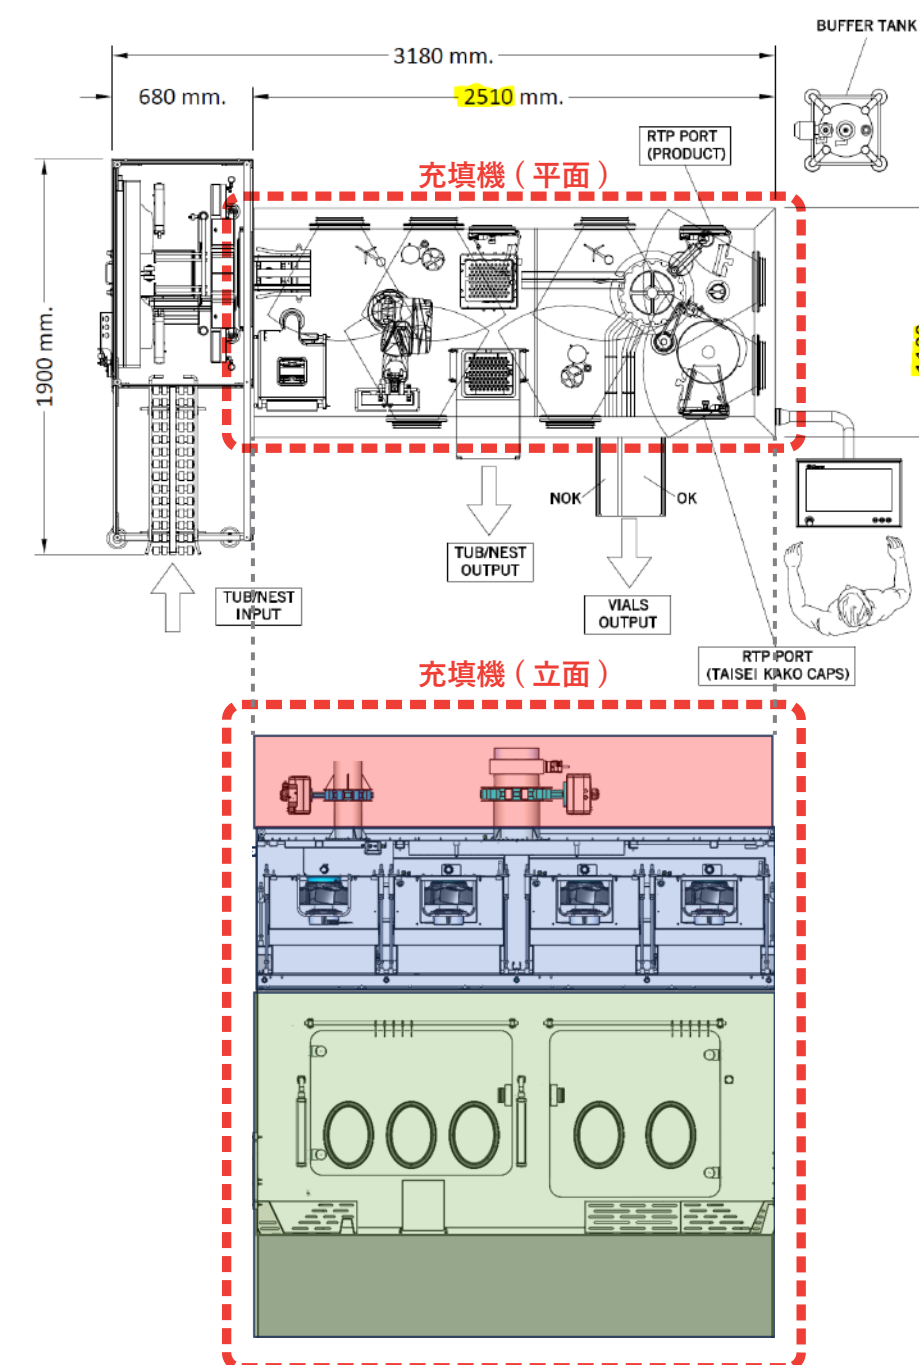 BUFFER TANK
3180 mm.
680 mm.
2510 mm.
RTP PORT
(PRODUCT)
充填機（平面）
1900 mm.
NOK
OK
TUB/NEST
OUTPUT
TUB/NEST
INPUT
VIALS
OUTPUT
RTP PORT
(TAISEI KAKO CAPS)
充填機（立面）